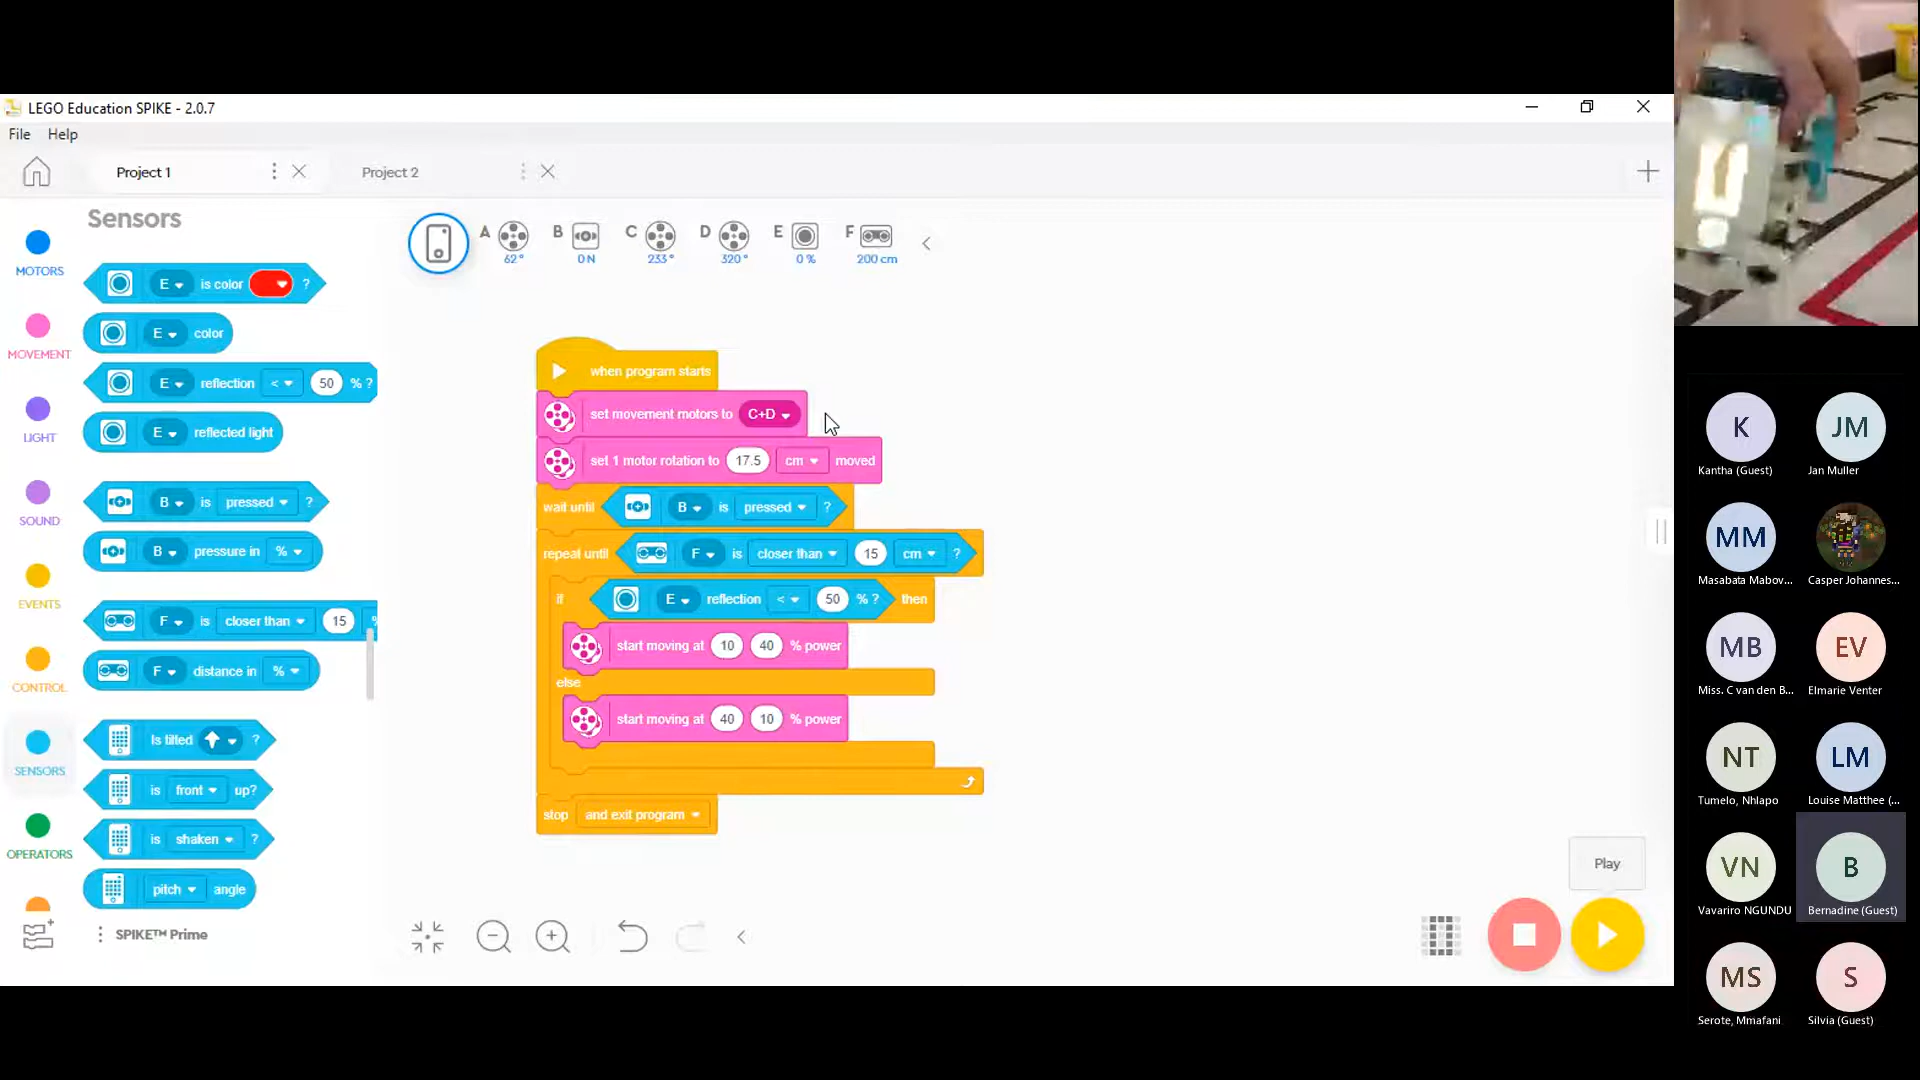 LEGO Education SPIKE - 2.0.7
File Help
Project 1
Project 2
Sensors
A B C D E F
62° 0 N 233° 320° 0 % 200 cm
MOTORS
MOVEMENT
LIGHT
SOUND
EVENTS
CONTROL
SENSORS
OPERATORS
E is color ?
E color
E reflection < 50 % ?
E reflected light
B is pressed ?
B pressure in %
F is closer than 15 %
F distance in %
is tilted ?
is front up?
is shaken ?
pitch angle
SPIKE™ Prime
when program starts
set movement motors to C+D
set 1 motor rotation to 17.5 cm moved
wait until B is pressed ?
repeat until F is closer than 15 cm ?
if E reflection < 50 % ? then
start moving at 10 40 % power
else
start moving at 40 10 % power
stop and exit program
Play
K JM
Kantha (Guest) Jan Muller
MM
Masabata Mabov... Casper Johannes...
MB EV
Miss. C van den B... Elmarie Venter
NT LM
Tumelo, Nhlapo Louise Matthee (...
VN B
Vavariro NGUNDU Bernadine (Guest)
MS S
Serote, Mmafani Silvia (Guest)